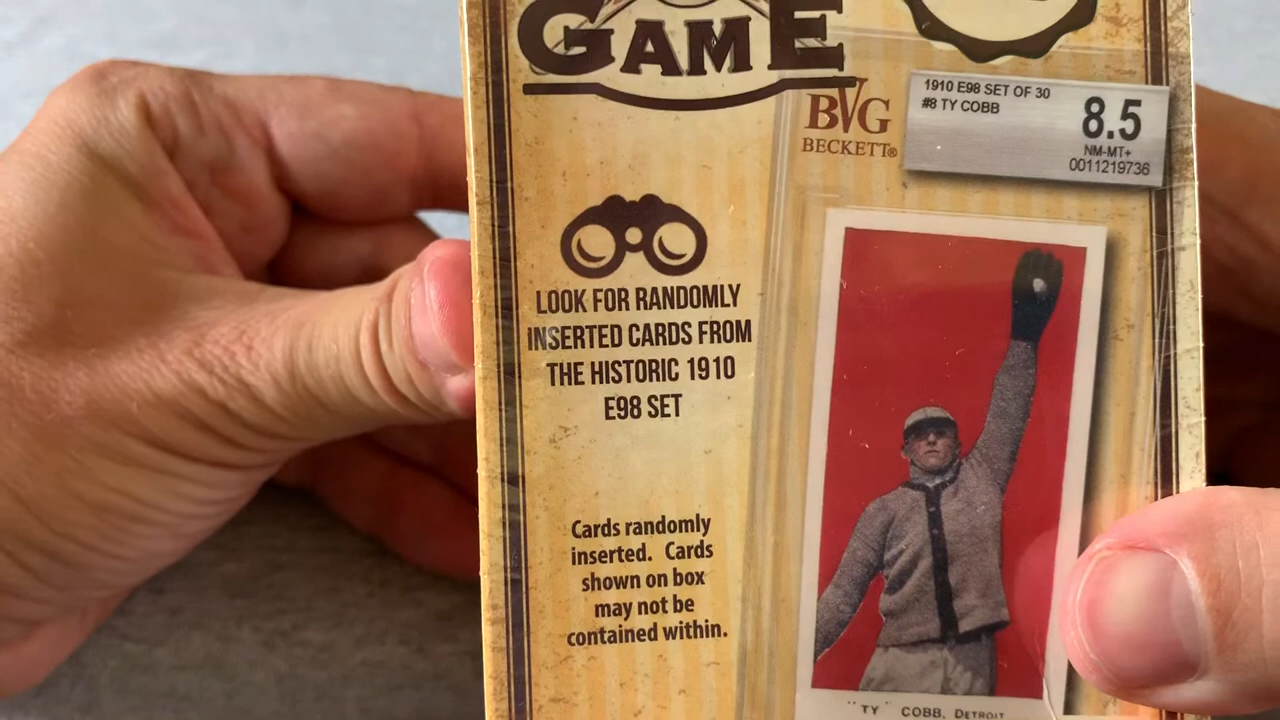 GAME
BVG
BECKETT®
1910 E98 SET OF 30
#8 TY COBB
8.5
NM-MT+
0011219736
LOOK FOR RANDOMLY
INSERTED CARDS FROM
THE HISTORIC 1910
E98 SET
Cards randomly
inserted. Cards
shown on box
may not be
contained within.
"TY" COBB, DETROIT